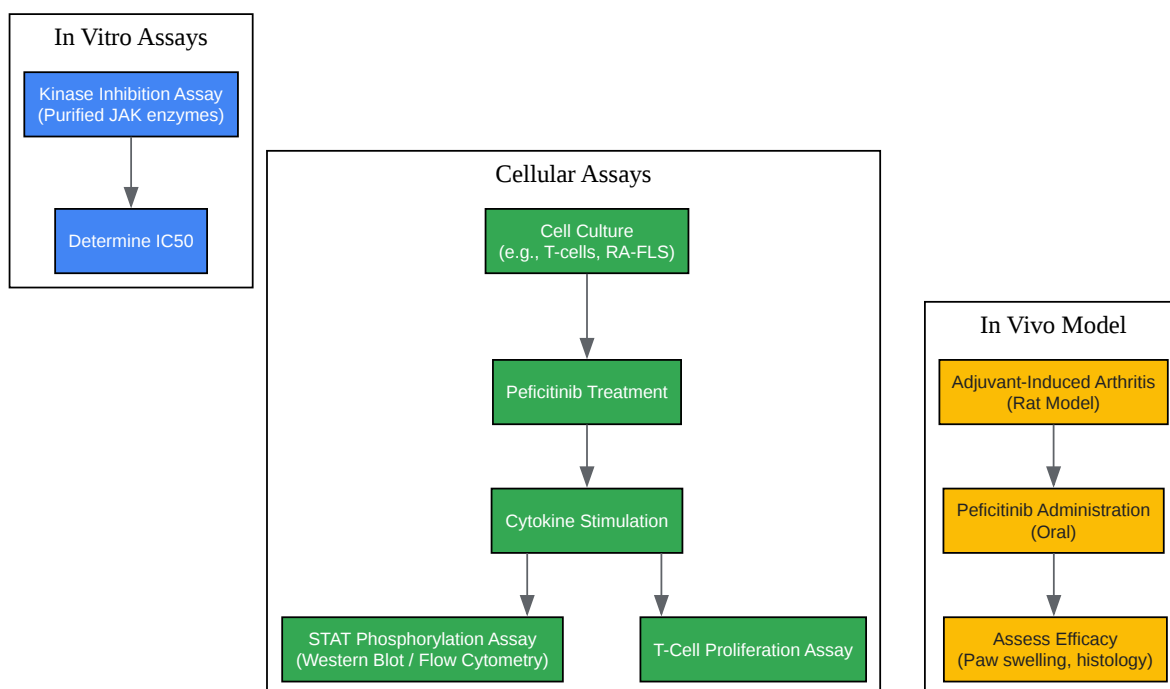 In Vitro Assays
Kinase Inhibition Assay
(Purified JAK enzymes)
Determine IC50
Cellular Assays
Cell Culture
(e.g., T-cells, RA-FLS)
Peficitinib Treatment
Cytokine Stimulation
STAT Phosphorylation Assay
(Western Blot / Flow Cytometry)
T-Cell Proliferation Assay
In Vivo Model
Adjuvant-Induced Arthritis
(Rat Model)
Peficitinib Administration
(Oral)
Assess Efficacy
(Paw swelling, histology)